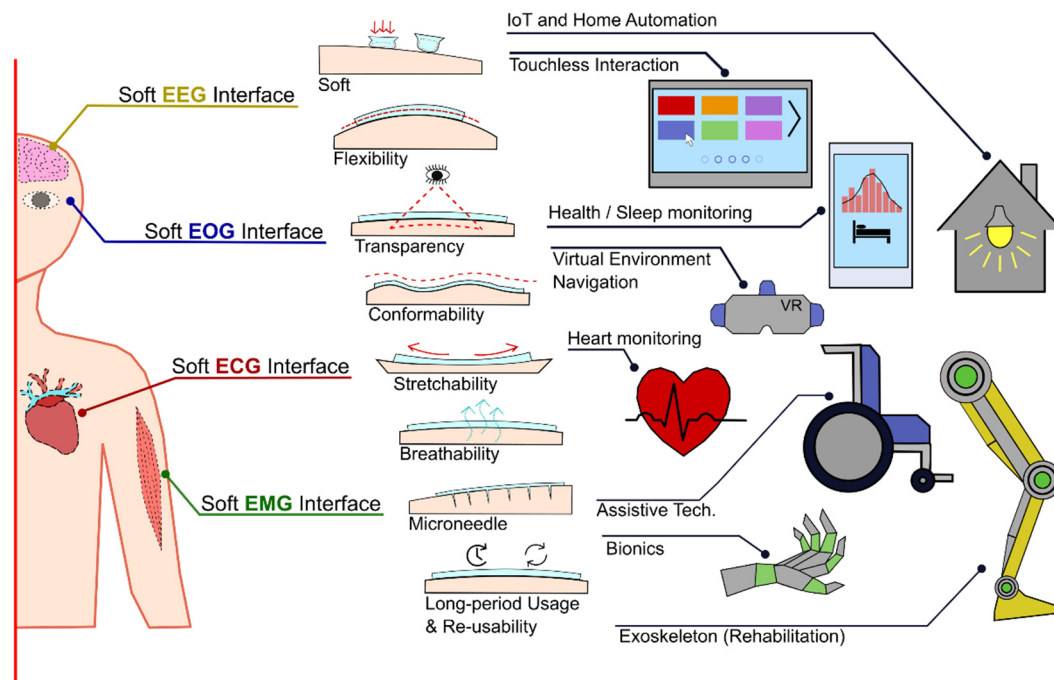 Soft EEG Interface
Soft EOG Interface
Soft ECG Interface
Soft EMG Interface
Soft
Flexibility
Transparency
Conformability
Stretchability
Breathability
Microneedle
Long-period Usage
& Re-usability
IoT and Home Automation
Touchless Interaction
Health / Sleep monitoring
Virtual Environment
Navigation
VR
Heart monitoring
Assistive Tech.
Bionics
Exoskeleton (Rehabilitation)